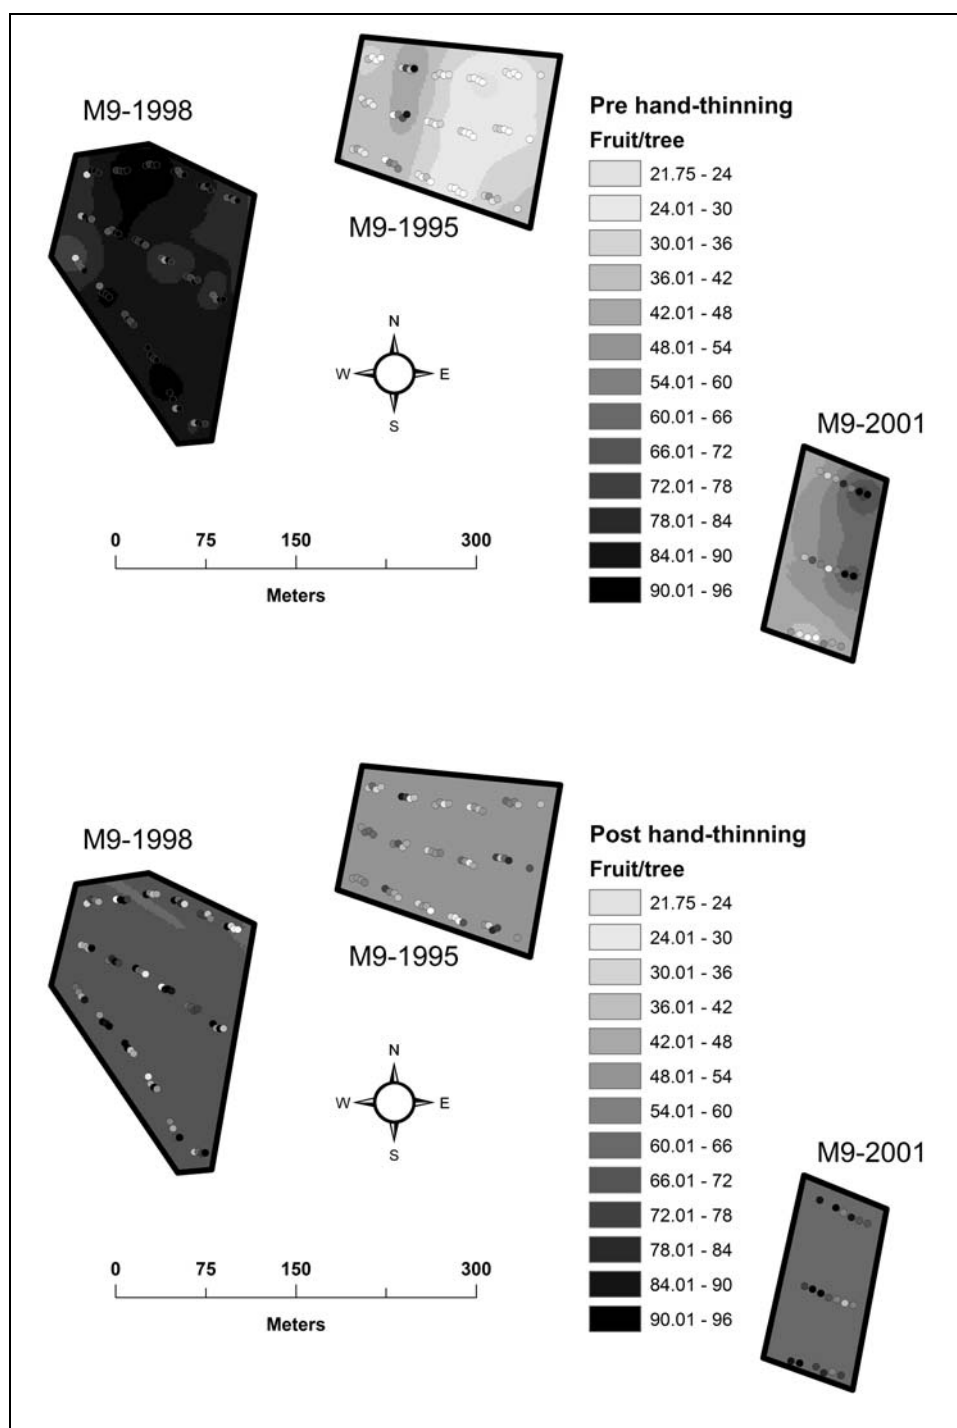 M9-1998
M9-1995
Pre hand-thinning
Fruit/tree
21.75 - 24
24.01 - 30
30.01 - 36
36.01 - 42
42.01 - 48
48.01 - 54
54.01 - 60
60.01 - 66
66.01 - 72
72.01 - 78
78.01 - 84
84.01 - 90
90.01 - 96
N
W E
S
M9-2001
0 75 150 300
Meters
M9-1998
M9-1995
Post hand-thinning
Fruit/tree
21.75 - 24
24.01 - 30
30.01 - 36
36.01 - 42
42.01 - 48
48.01 - 54
54.01 - 60
60.01 - 66
66.01 - 72
72.01 - 78
78.01 - 84
84.01 - 90
90.01 - 96
N
W E
S
M9-2001
0 75 150 300
Meters